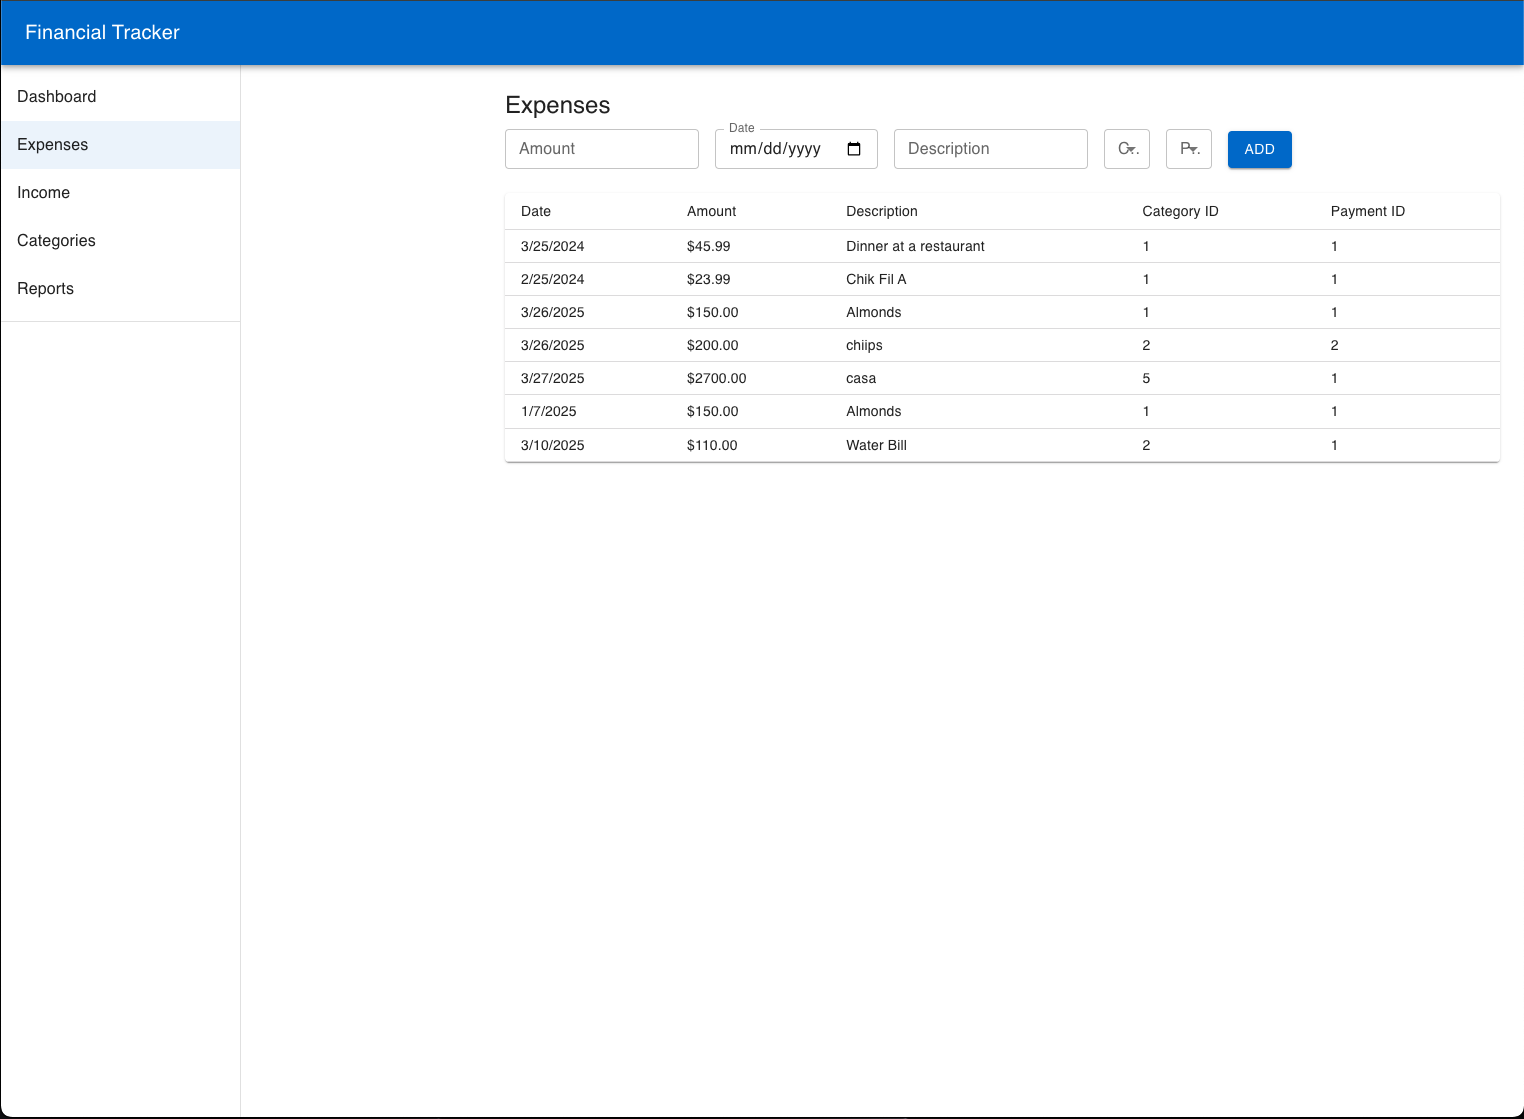 Financial Tracker
Dashboard
Expenses
Income
Categories
Reports
Expenses
Amount Date mm/dd/yyyy Description C... P... ADD
Date Amount Description Category ID Payment ID
3/25/2024 $45.99 Dinner at a restaurant 1 1
2/25/2024 $23.99 Chik Fil A 1 1
3/26/2025 $150.00 Almonds 1 1
3/26/2025 $200.00 chiips 2 2
3/27/2025 $2700.00 casa 5 1
1/7/2025 $150.00 Almonds 1 1
3/10/2025 $110.00 Water Bill 2 1